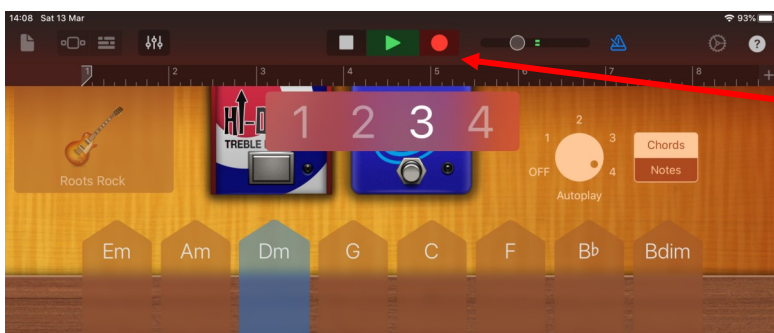 14:08 Sat 13 Mar
93%
?
1 2 3 4 5 6 7 8 +
1 2 3 4
TREBLE
Roots Rock
OFF 1 2 3 4
Autoplay
Chords
Notes
Em Am Dm G C F B♭ Bdim